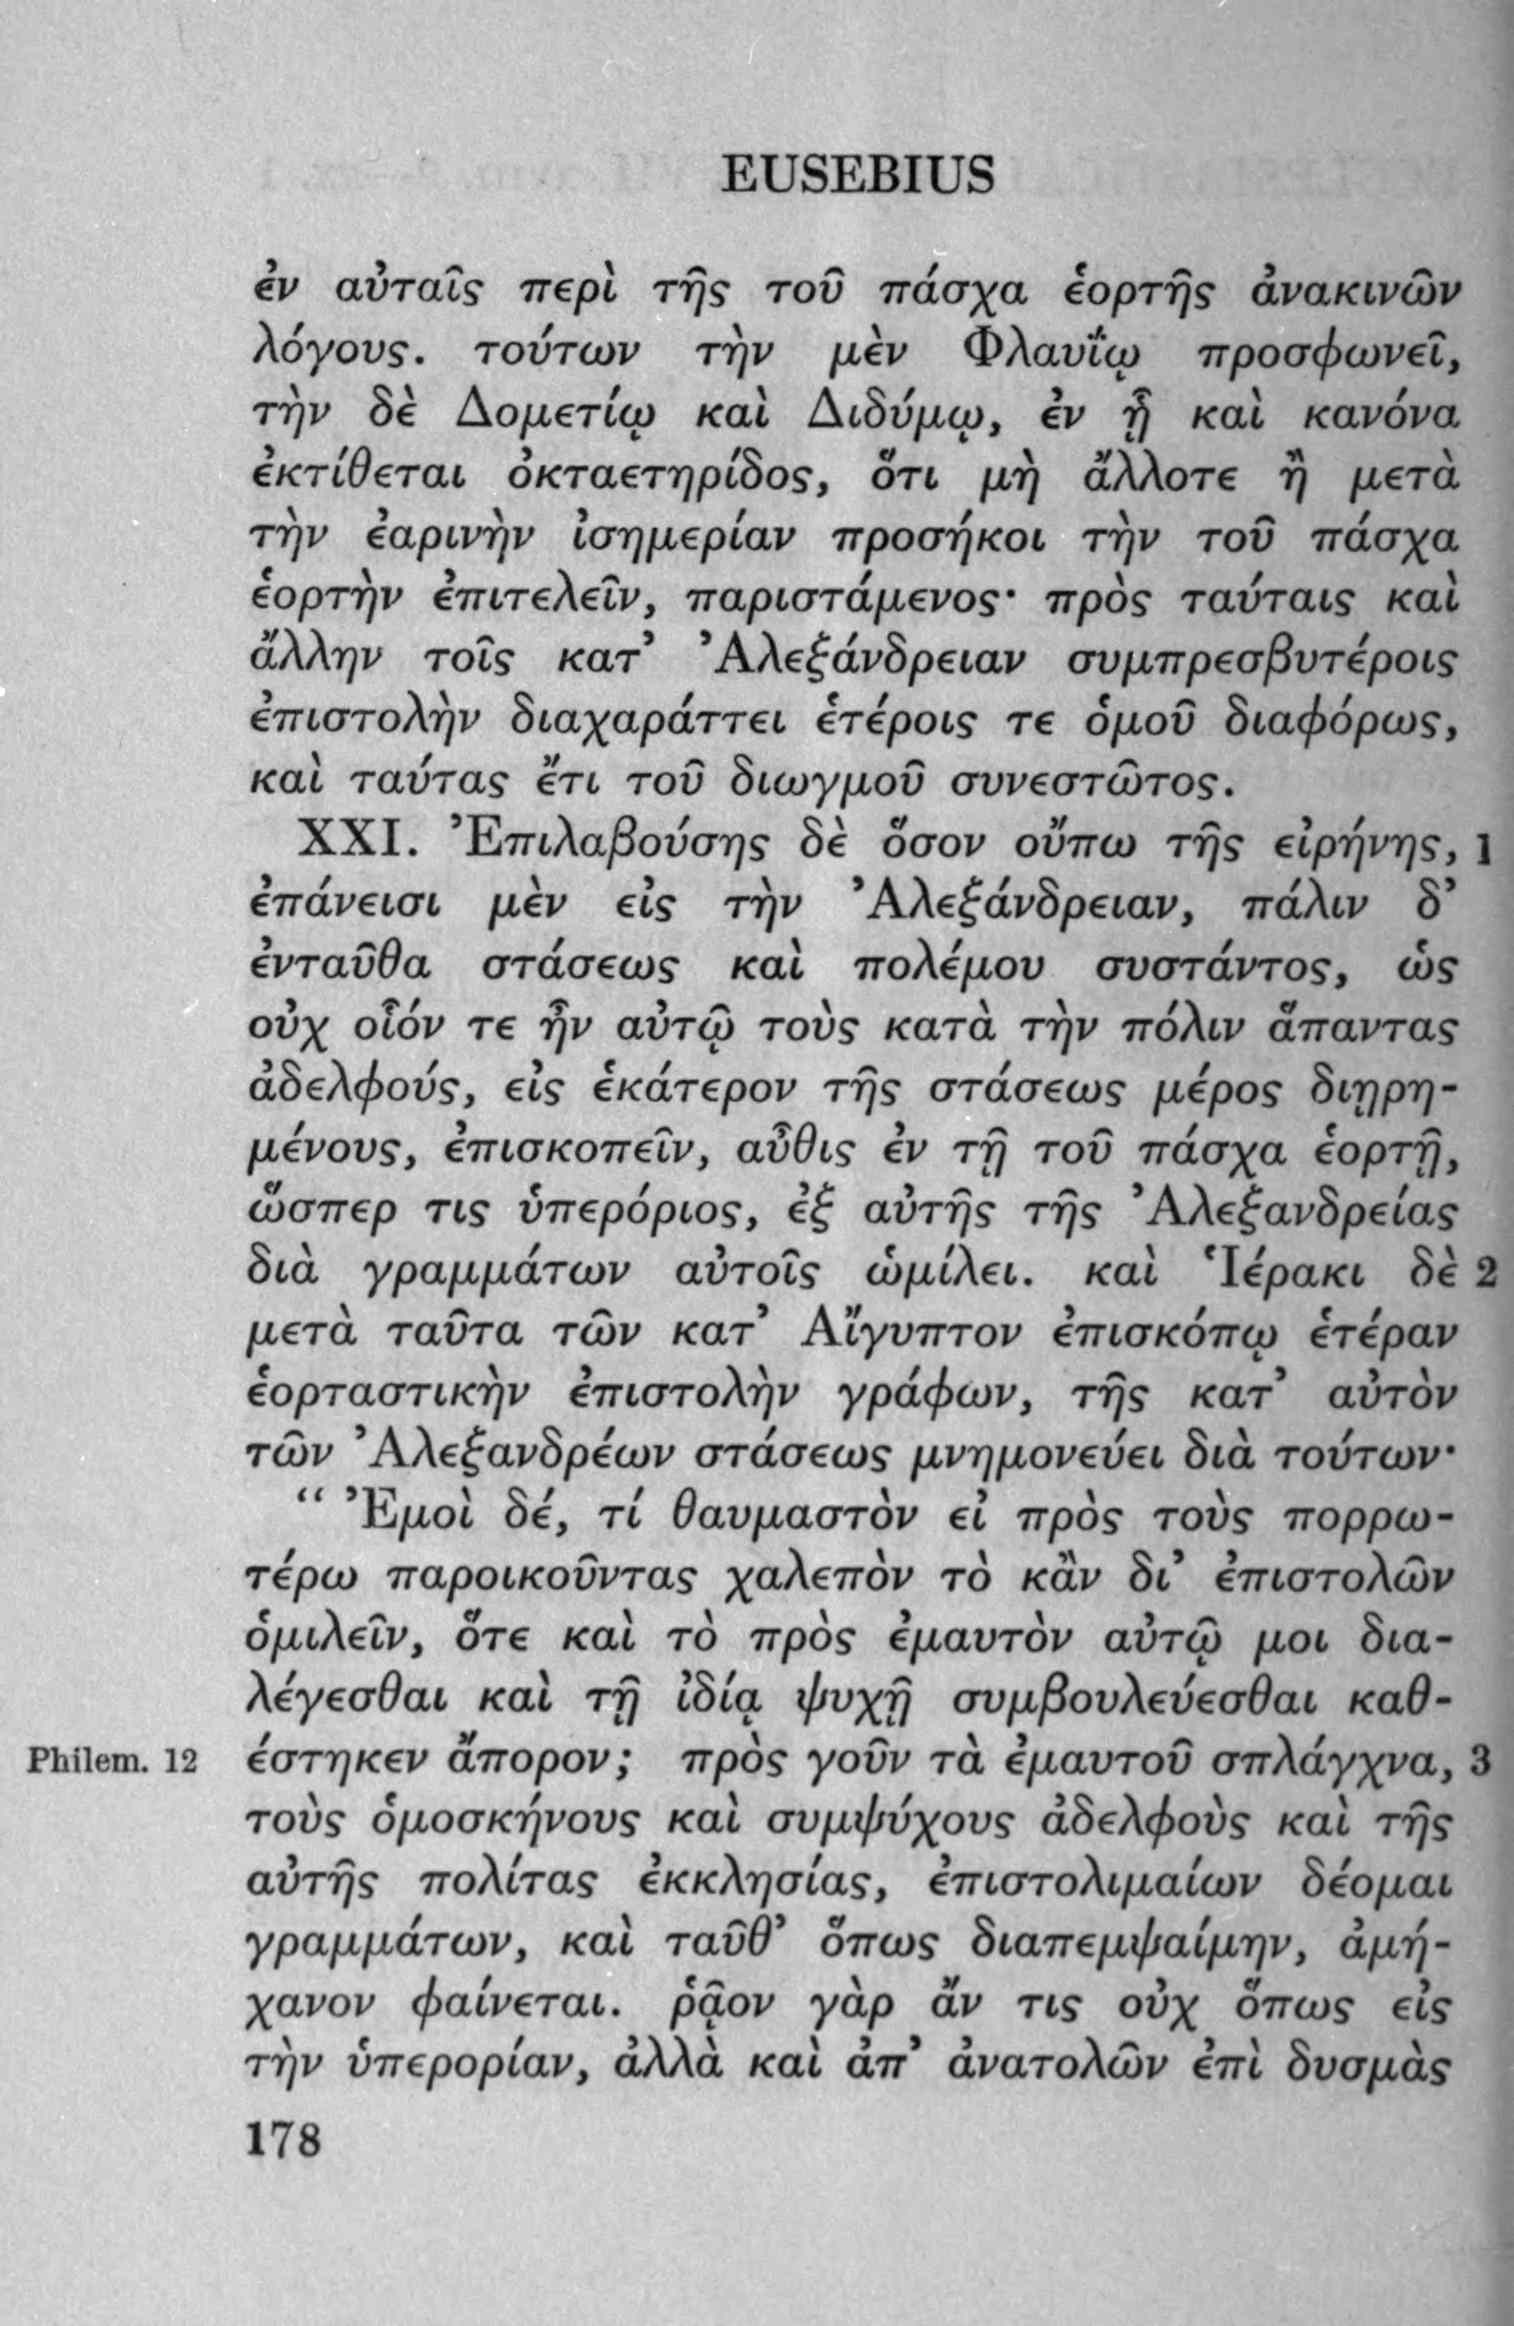 EUSEBIUS
ἐν αὐταῖς περὶ τῆς τοῦ πάσχα ἑορτῆς ἀνακινῶν
λόγους. τούτων τὴν μὲν Φλαυΐῳ προσφωνεῖ,
τὴν δὲ Δομετίῳ καὶ Διδύμῳ, ἐν ᾗ καὶ κανόνα
ἐκτίθεται ὀκταετηρίδος, ὅτι μὴ ἄλλοτε ἢ μετὰ
τὴν ἐαρινὴν ἰσημερίαν προσήκοι τὴν τοῦ πάσχα
ἑορτὴν ἐπιτελεῖν, παριστάμενος· πρὸς ταύταις καὶ
ἄλλην τοῖς κατ’ Ἀλεξάνδρειαν συμπρεσβυτέροις
ἐπιστολὴν διαχαράττει ἑτέροις τε ὁμοῦ διαφόρως,
καὶ ταύτας ἔτι τοῦ διωγμοῦ συνεστῶτος.
XXI. Ἐπιλαβούσης δὲ ὅσον οὔπω τῆς εἰρήνης, 1
ἐπάνεισι μὲν εἰς τὴν Ἀλεξάνδρειαν, πάλιν δ’
ἐνταῦθα στάσεως καὶ πολέμου συστάντος, ὡς
οὐχ οἷόν τε ἦν αὐτῷ τοὺς κατὰ τὴν πόλιν ἅπαντας
ἀδελφούς, εἰς ἑκάτερον τῆς στάσεως μέρος διῃρη-
μένους, ἐπισκοπεῖν, αὖθις ἐν τῇ τοῦ πάσχα ἑορτῇ,
ὥσπερ τις ὑπερόριος, ἐξ αὐτῆς τῆς Ἀλεξανδρείας
διὰ γραμμάτων αὐτοῖς ὡμίλει. καὶ Ἱέρακι δὲ 2
μετὰ ταῦτα τῶν κατ’ Αἴγυπτον ἐπισκόπῳ ἑτέραν
ἑορταστικὴν ἐπιστολὴν γράφων, τῆς κατ’ αὐτὸν
τῶν Ἀλεξανδρέων στάσεως μνημονεύει διὰ τούτων·
“ Ἐμοὶ δέ, τί θαυμαστὸν εἰ πρὸς τοὺς πορρω-
τέρω παροικοῦντας χαλεπὸν τὸ κἂν δι’ ἐπιστολῶν
ὁμιλεῖν, ὅτε καὶ τὸ πρὸς ἐμαυτὸν αὐτῷ μοι δια-
λέγεσθαι καὶ τῇ ἰδίᾳ ψυχῇ συμβουλεύεσθαι καθ-
Philem. 12 έστηκεν ἄπορον; πρὸς γοῦν τὰ ἐμαυτοῦ σπλάγχνα, 3
τοὺς ὁμοσκήνους καὶ συμψύχους ἀδελφοὺς καὶ τῆς
αὐτῆς πολίτας ἐκκλησίας, ἐπιστολιμαίων δέομαι
γραμμάτων, καὶ ταῦθ’ ὅπως διαπεμψαίμην, ἀμή-
χανον φαίνεται. ῥᾷον γὰρ ἄν τις οὐχ ὅπως εἰς
τὴν ὑπερορίαν, ἀλλὰ καὶ ἀπ’ ἀνατολῶν ἐπὶ δυσμὰς
178